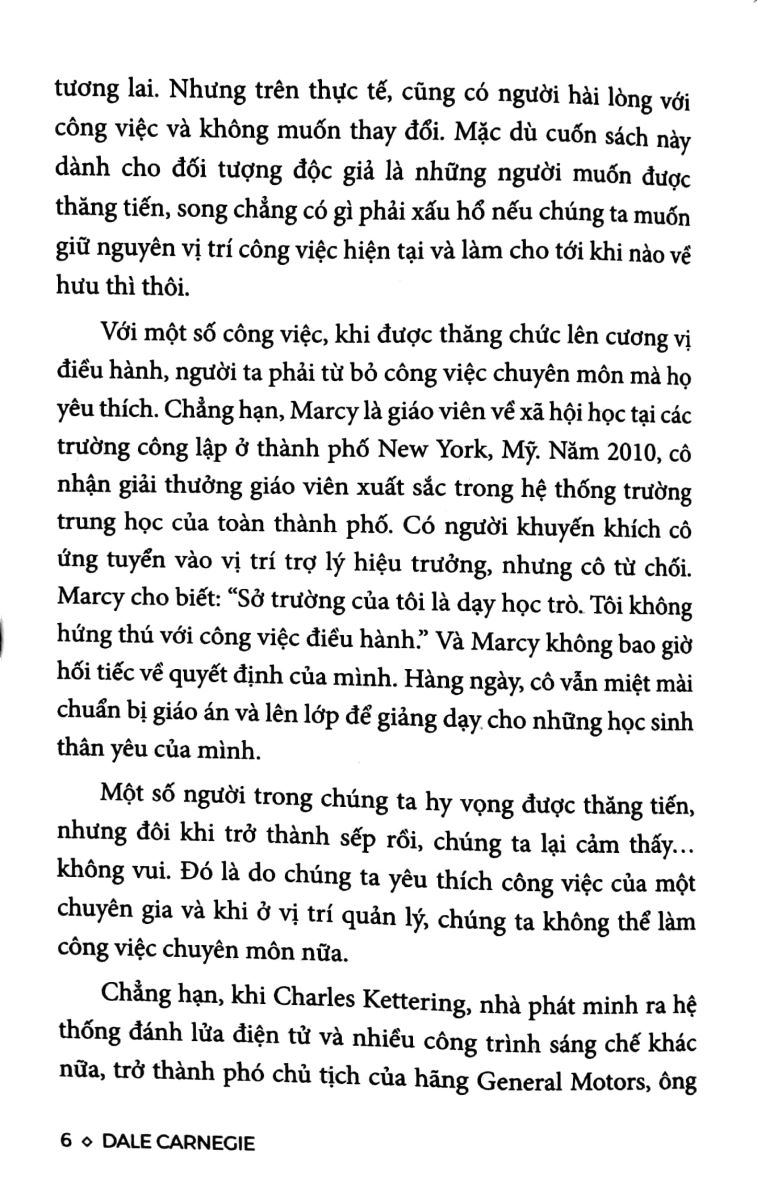 tương lai. Nhưng trên thực tế, cũng có người hài lòng với
công việc và không muốn thay đổi. Mặc dù cuốn sách này
dành cho đối tượng độc giả là những người muốn được
thăng tiến, song chẳng có gì phải xấu hổ nếu chúng ta muốn
giữ nguyên vị trí công việc hiện tại và làm cho tới khi nào về
hưu thì thôi.
Với một số công việc, khi được thăng chức lên cương vị
điều hành, người ta phải từ bỏ công việc chuyên môn mà họ
yêu thích. Chẳng hạn, Marcy là giáo viên về xã hội học tại các
trường công lập ở thành phố New York, Mỹ. Năm 2010, cô
nhận giải thưởng giáo viên xuất sắc trong hệ thống trường
trung học của toàn thành phố. Có người khuyến khích cô
ứng tuyển vào vị trí trợ lý hiệu trưởng, nhưng cô từ chối.
Marcy cho biết: “Sở trường của tôi là dạy học trò. Tôi không
hứng thú với công việc điều hành.” Và Marcy không bao giờ
hối tiếc về quyết định của mình. Hàng ngày, cô vẫn miệt mài
chuẩn bị giáo án và lên lớp để giảng dạy cho những học sinh
thân yêu của mình.
Một số người trong chúng ta hy vọng được thăng tiến,
nhưng đôi khi trở thành sếp rồi, chúng ta lại cảm thấy…
không vui. Đó là do chúng ta yêu thích công việc của một
chuyên gia và khi ở vị trí quản lý, chúng ta không thể làm
công việc chuyên môn nữa.
Chẳng hạn, khi Charles Kettering, nhà phát minh ra hệ
thống đánh lửa điện tử và nhiều công trình sáng chế khác
nữa, trở thành phó chủ tịch của hãng General Motors, ông
6 ⋄ DALE CARNEGIE